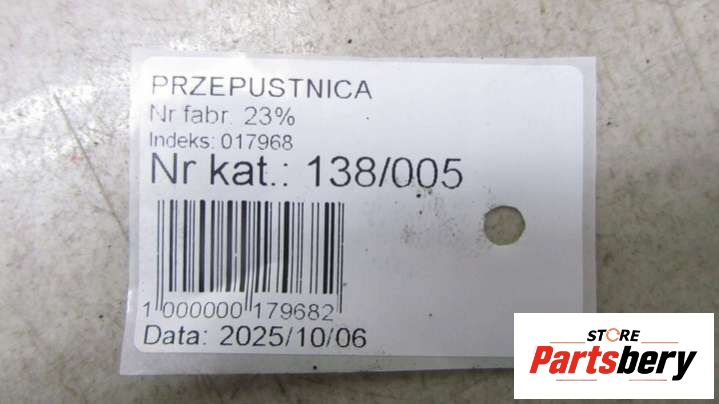 PRZEPUSTNICA
Nr fabr. 23%
Indeks: 017968
Nr kat.: 138/005
1 000000 179682
Data: 2025/10/06
STORE
Partsbery